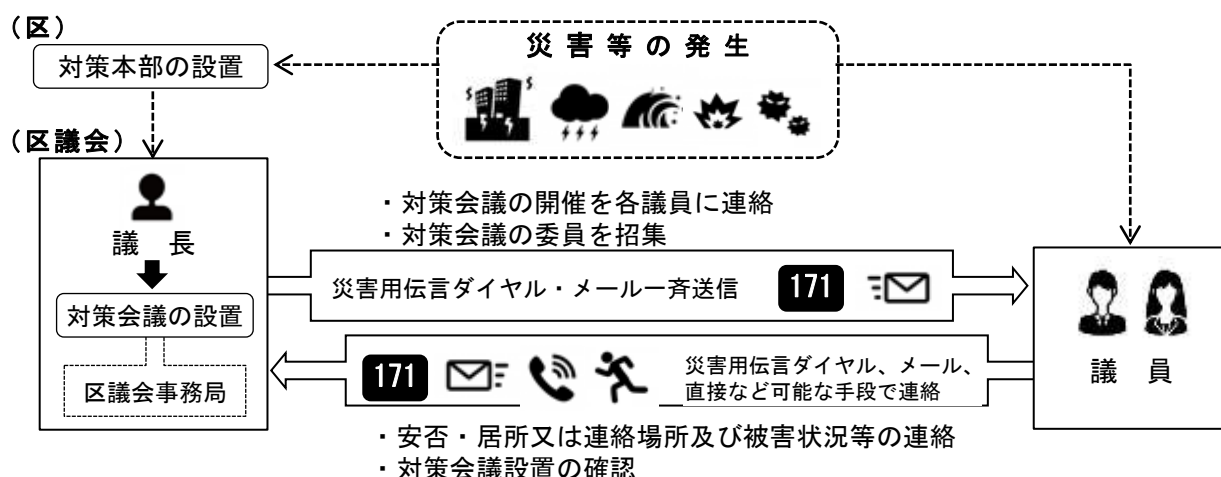 (区)
災害等の発生
対策本部の設置
(区議会)
・対策会議の開催を各議員に連絡
・対策会議の委員を招集
議 長
災害用伝言ダイヤル・メール一斉送信 171
対策会議の設置
171 災害用伝言ダイヤル、メール、
直接など可能な手段で連絡
議 員
区議会事務局
・安否・居所又は連絡場所及び被害状況等の連絡
・対策会議設置の確認